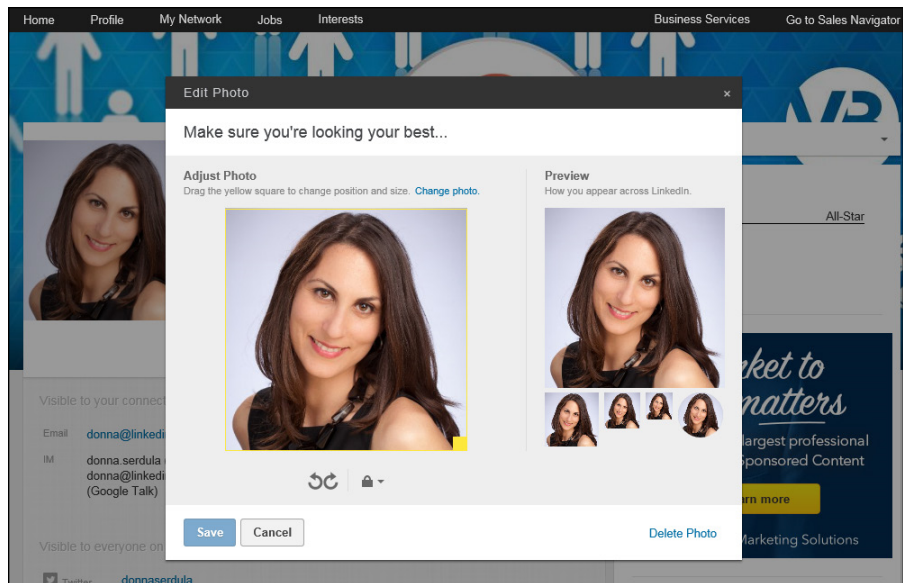 Home Profile My Network Jobs Interests Business Services Go to Sales Navigator
Edit Photo ×
Make sure you're looking your best...
Adjust Photo
Drag the yellow square to change position and size. Change photo.
Preview
How you appear across LinkedIn.
All-Star
Visible to your connect
Email donna@linkedi
IM donna.serdula
donna@linkedi
(Google Talk)
Save Cancel Delete Photo
Visible to everyone on
Twitter donnaserdula
ket to
matters
largest professional
ponsored Content
arn more
Marketing Solutions